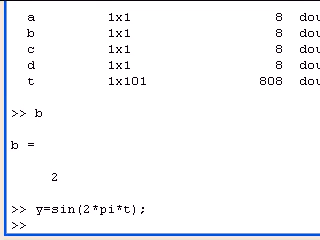 a 1x1 8 dou
b 1x1 8 dou
c 1x1 8 dou
d 1x1 8 dou
t 1x101 808 dou
>> b
b =
2
>> y=sin(2*pi*t);
>>